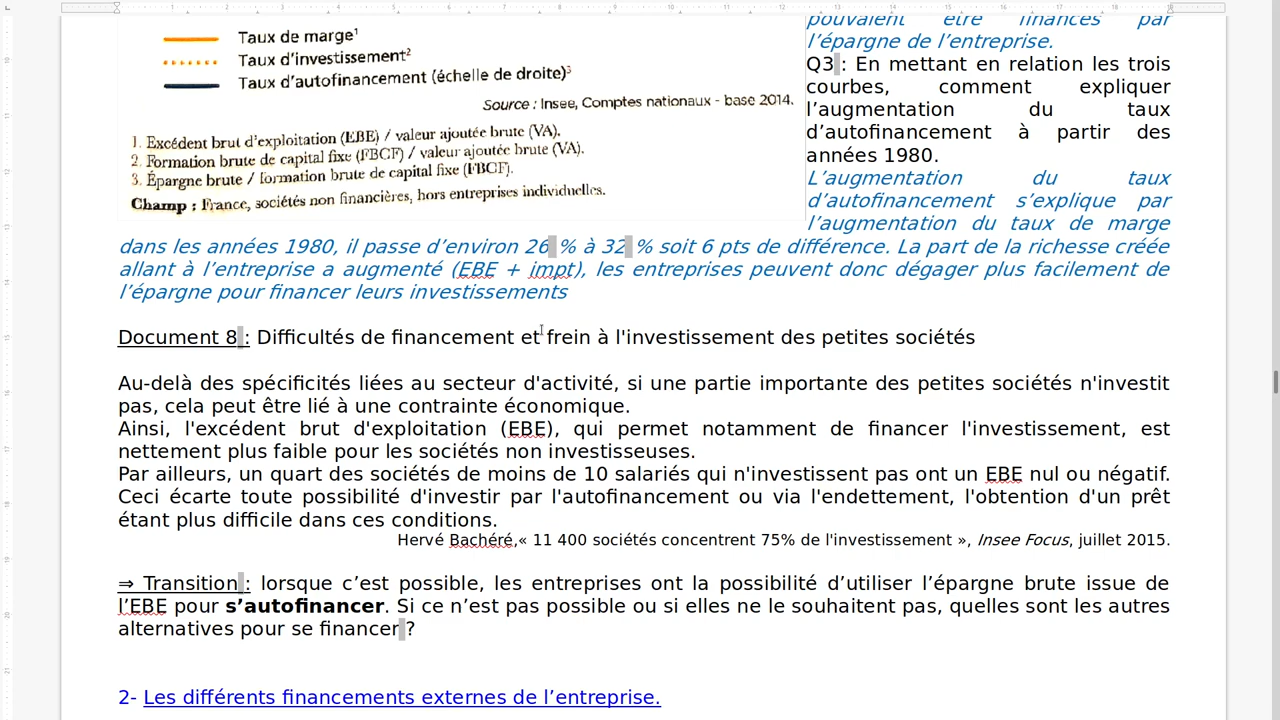 Taux de marge¹
Taux d'investissement²
Taux d'autofinancement (échelle de droite)³
Source : Insee, Comptes nationaux - base 2014.
1. Excédent brut d'exploitation (EBE) / valeur ajoutée brute (VA).
2. Formation brute de capital fixe (FBCF) / valeur ajoutée brute (VA).
3. Épargne brute / formation brute de capital fixe (FBCF).
Champ : France, sociétés non financières, hors entreprises individuelles.
pouvaient être financés par
l'épargne de l'entreprise.
Q3 : En mettant en relation les trois
courbes, comment expliquer
l'augmentation du taux
d'autofinancement à partir des
années 1980.
L'augmentation du taux
d'autofinancement s'explique par
l'augmentation du taux de marge
dans les années 1980, il passe d'environ 26 % à 32 % soit 6 pts de différence. La part de la richesse créée
allant à l'entreprise a augmenté (EBE + impt), les entreprises peuvent donc dégager plus facilement de
l'épargne pour financer leurs investissements
Document 8 : Difficultés de financement et frein à l'investissement des petites sociétés
Au-delà des spécificités liées au secteur d'activité, si une partie importante des petites sociétés n'investit
pas, cela peut être lié à une contrainte économique.
Ainsi, l'excédent brut d'exploitation (EBE), qui permet notamment de financer l'investissement, est
nettement plus faible pour les sociétés non investisseuses.
Par ailleurs, un quart des sociétés de moins de 10 salariés qui n'investissent pas ont un EBE nul ou négatif.
Ceci écarte toute possibilité d'investir par l'autofinancement ou via l'endettement, l'obtention d'un prêt
étant plus difficile dans ces conditions.
Hervé Bachéré,« 11 400 sociétés concentrent 75% de l'investissement », Insee Focus, juillet 2015.
⇒ Transition : lorsque c'est possible, les entreprises ont la possibilité d'utiliser l'épargne brute issue de
l'EBE pour s'autofinancer. Si ce n'est pas possible ou si elles ne le souhaitent pas, quelles sont les autres
alternatives pour se financer ?
2- Les différents financements externes de l'entreprise.